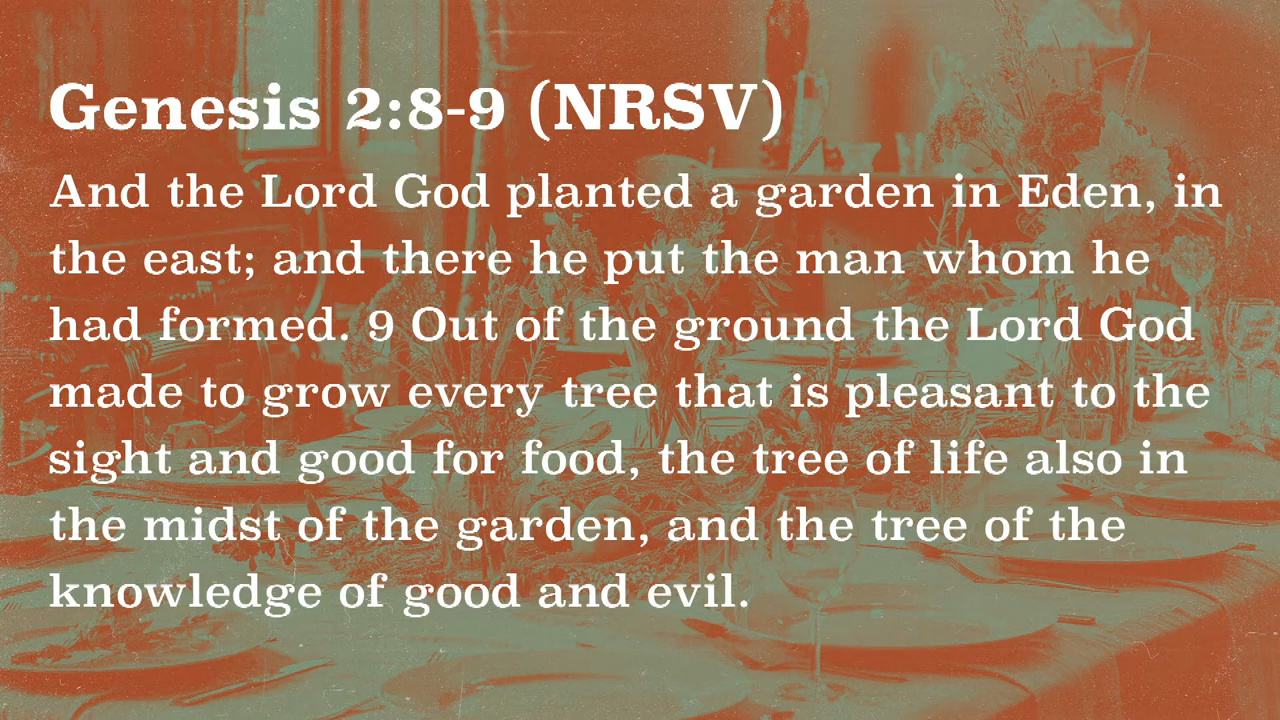 Genesis 2:8-9 (NRSV)
And the Lord God planted a garden in Eden, in
the east; and there he put the man whom he
had formed. 9 Out of the ground the Lord God
made to grow every tree that is pleasant to the
sight and good for food, the tree of life also in
the midst of the garden, and the tree of the
knowledge of good and evil.